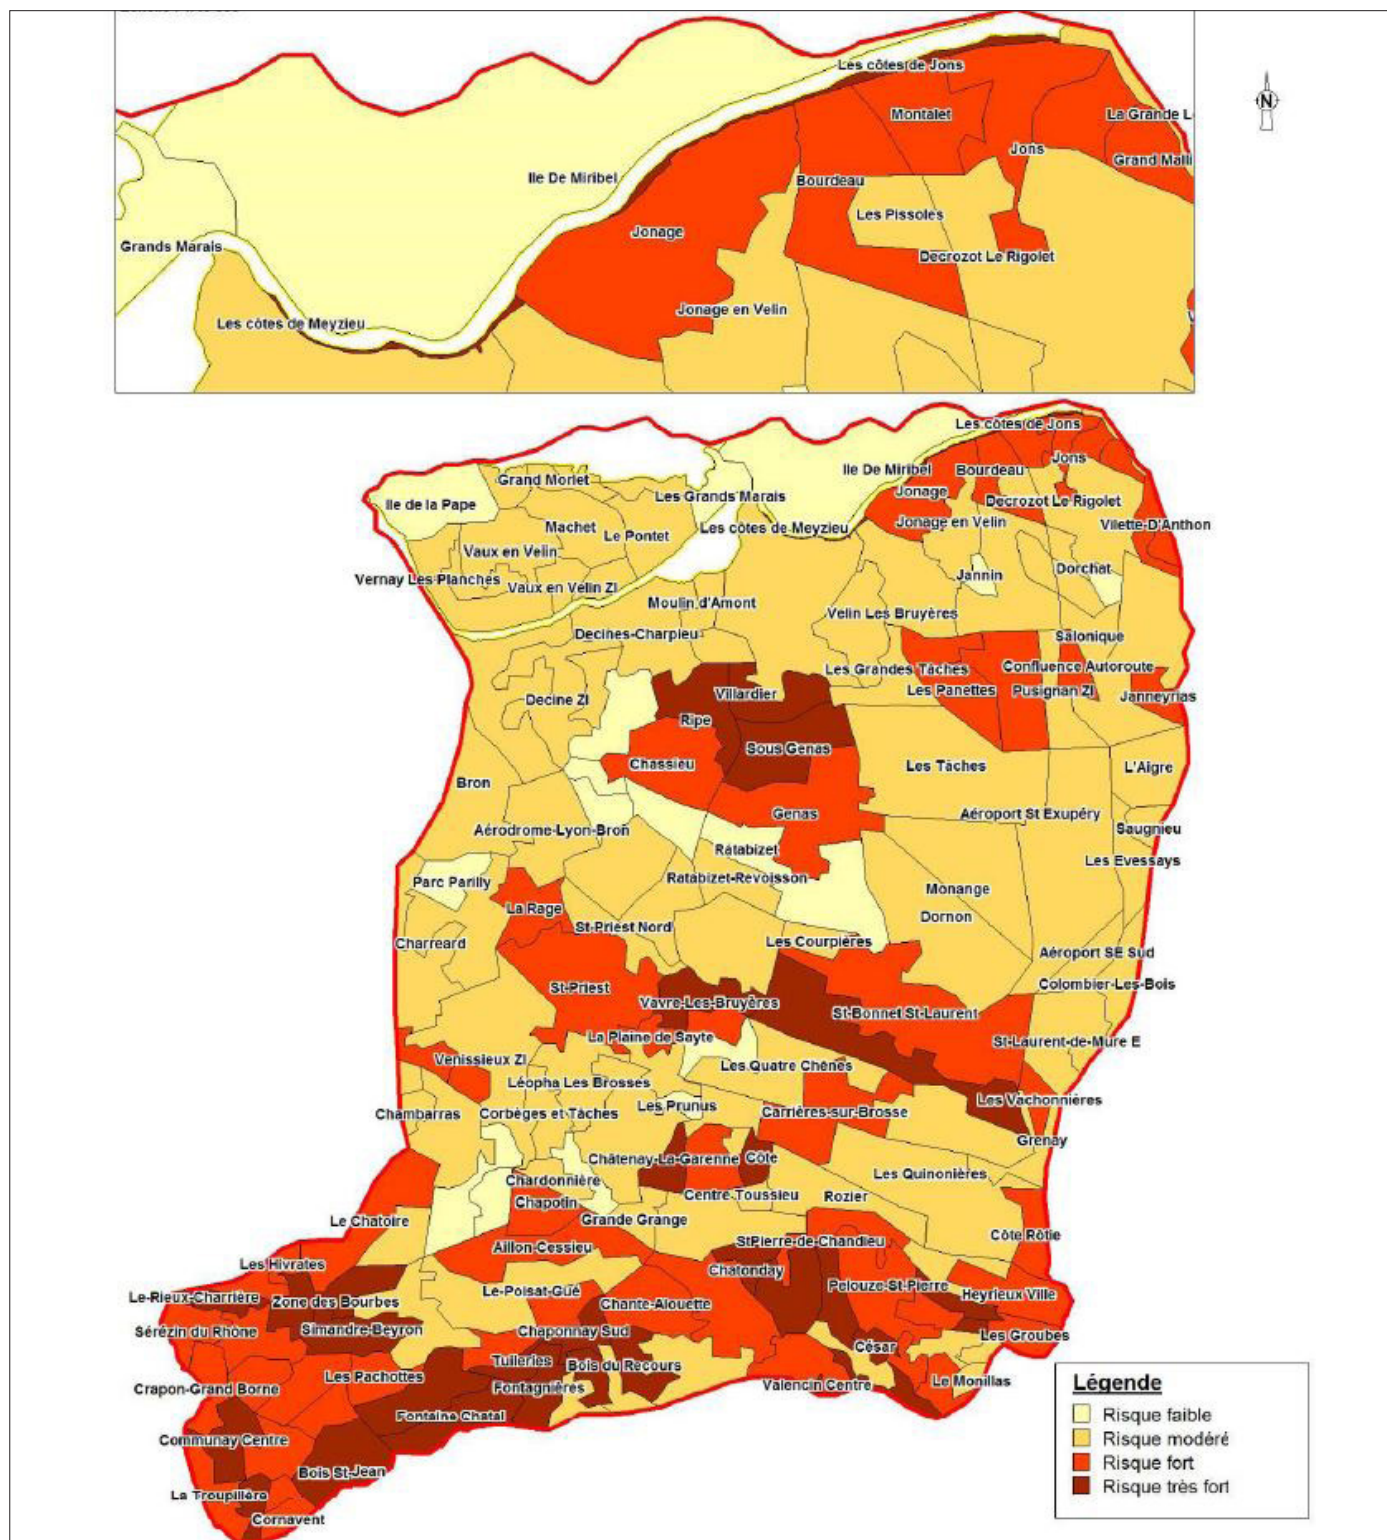 Les côtes de Jons
Montalet
La Grande L
Jons
Grand Malli
Ile De Miribel
Bourdeau
Les Pissoles
Jonage
Grands Marais
Decrozot Le Rigolet
Jonage en Velin
Les côtes de Meyzieu
N
Les côtes de Jons
Ile De Miribel
Bourdeau
Jons
Grand Morlet
Les Grands Marais
Jonage
Decrozot Le Rigolet
Ile de la Pape
Machet
Le Pontet
Les côtes de Meyzieu
Jonage en Velin
Vilette-D'Anthon
Vaux en Velin
Vernay Les Planches
Vaux en Velin ZI
Jannin
Dorchat
Moulin d'Amont
Velin Les Bruyères
Decines-Charpieu
Salonique
Les Grandes Tâches
Confluence Autoroute
Decine ZI
Villardier
Les Panettes
Pusignan ZI
Janneyrias
Ripe
Sous Genas
Chassieu
Les Tâches
L'Aigre
Bron
Genas
Aéroport St Exupéry
Aérodrome-Lyon-Bron
Saugnieu
Ratabizet
Les Evessays
Parc Parilly
Ratabizet-Revoisson
Monange
La Rage
Dornon
St-Priest Nord
Charreard
Les Courpières
Aéroport SE Sud
Colombier-Les-Bois
St-Priest
Vavre-Les-Bruyères
St-Bonnet St-Laurent
La Plaine de Sayte
St-Laurent-de-Mure E
Venissieux ZI
Les Quatre Chênes
Léopha Les Brosses
Les Vachonnières
Chambarras
Corbèges et Tâches
Les Prunus
Carrières-sur-Brosse
Grenay
Châtenay-La-Garenne
Côte
Les Quinonières
Chardonnière
Chapotin
Centre-Toussieu
Rozier
Le Chatoire
Grande Grange
Côte Rôtie
StPierre-de-Chandieu
Aillon-Cessieu
Les Hivrates
Chatonday
Pelouze-St-Pierre
Le-Rieux-Charrière
Zone des Bourbes
Le-Poisat-Gué
Chante-Alouette
Heyrieux Ville
Sérézin du Rhône
Simandre-Beyron
Chaponnay Sud
Les Groubes
César
Tuileries
Bois du Recours
Les Pachottes
Crapon-Grand Borne
Fontagnières
Valencin Centre
Le Monillas
Fontaine Chatal
Communay Centre
Bois St-Jean
La Troupillère
Cornavent
Légende
Risque faible
Risque modéré
Risque fort
Risque très fort